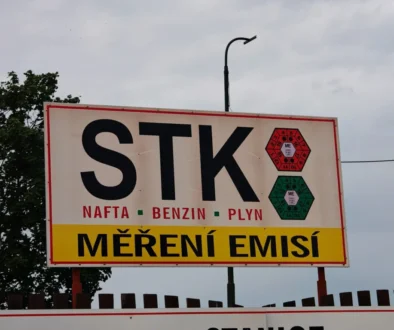 STK
NAFTA ▪ BENZIN ▪ PLYN
MĚŘENÍ EMISÍ